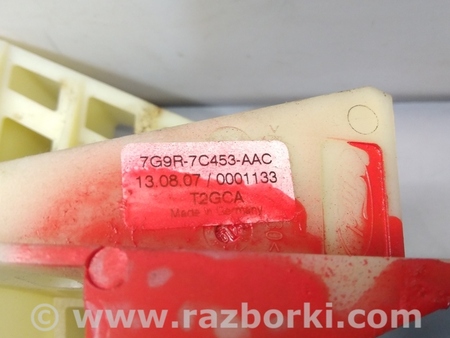 7G9R-7C453-AAC
13.08.07 / 0001133
T2GCA
Made in Germany
www.razborki.com